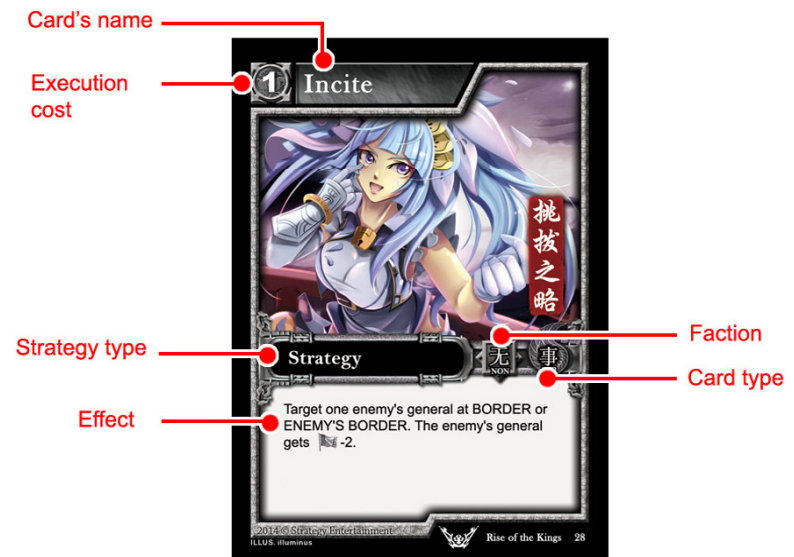 Card's name
Execution
cost
1
Incite
挑拨之略
Strategy type
Strategy
无
NON
事
Faction
Card type
Effect
Target one enemy's general at BORDER or
ENEMY'S BORDER. The enemy's general
gets -2.
2014 © Strategy Entertainment
ILLUS. illuminus
Rise of the Kings 28